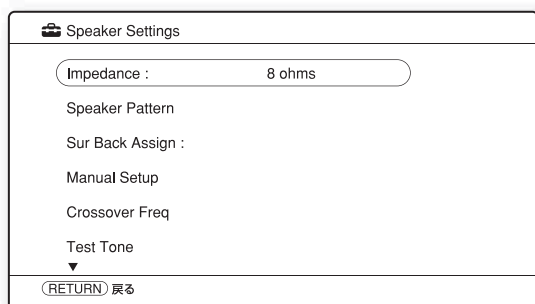 Speaker Settings
Impedance : 8 ohms
Speaker Pattern
Sur Back Assign :
Manual Setup
Crossover Freq
Test Tone
RETURN 戻る